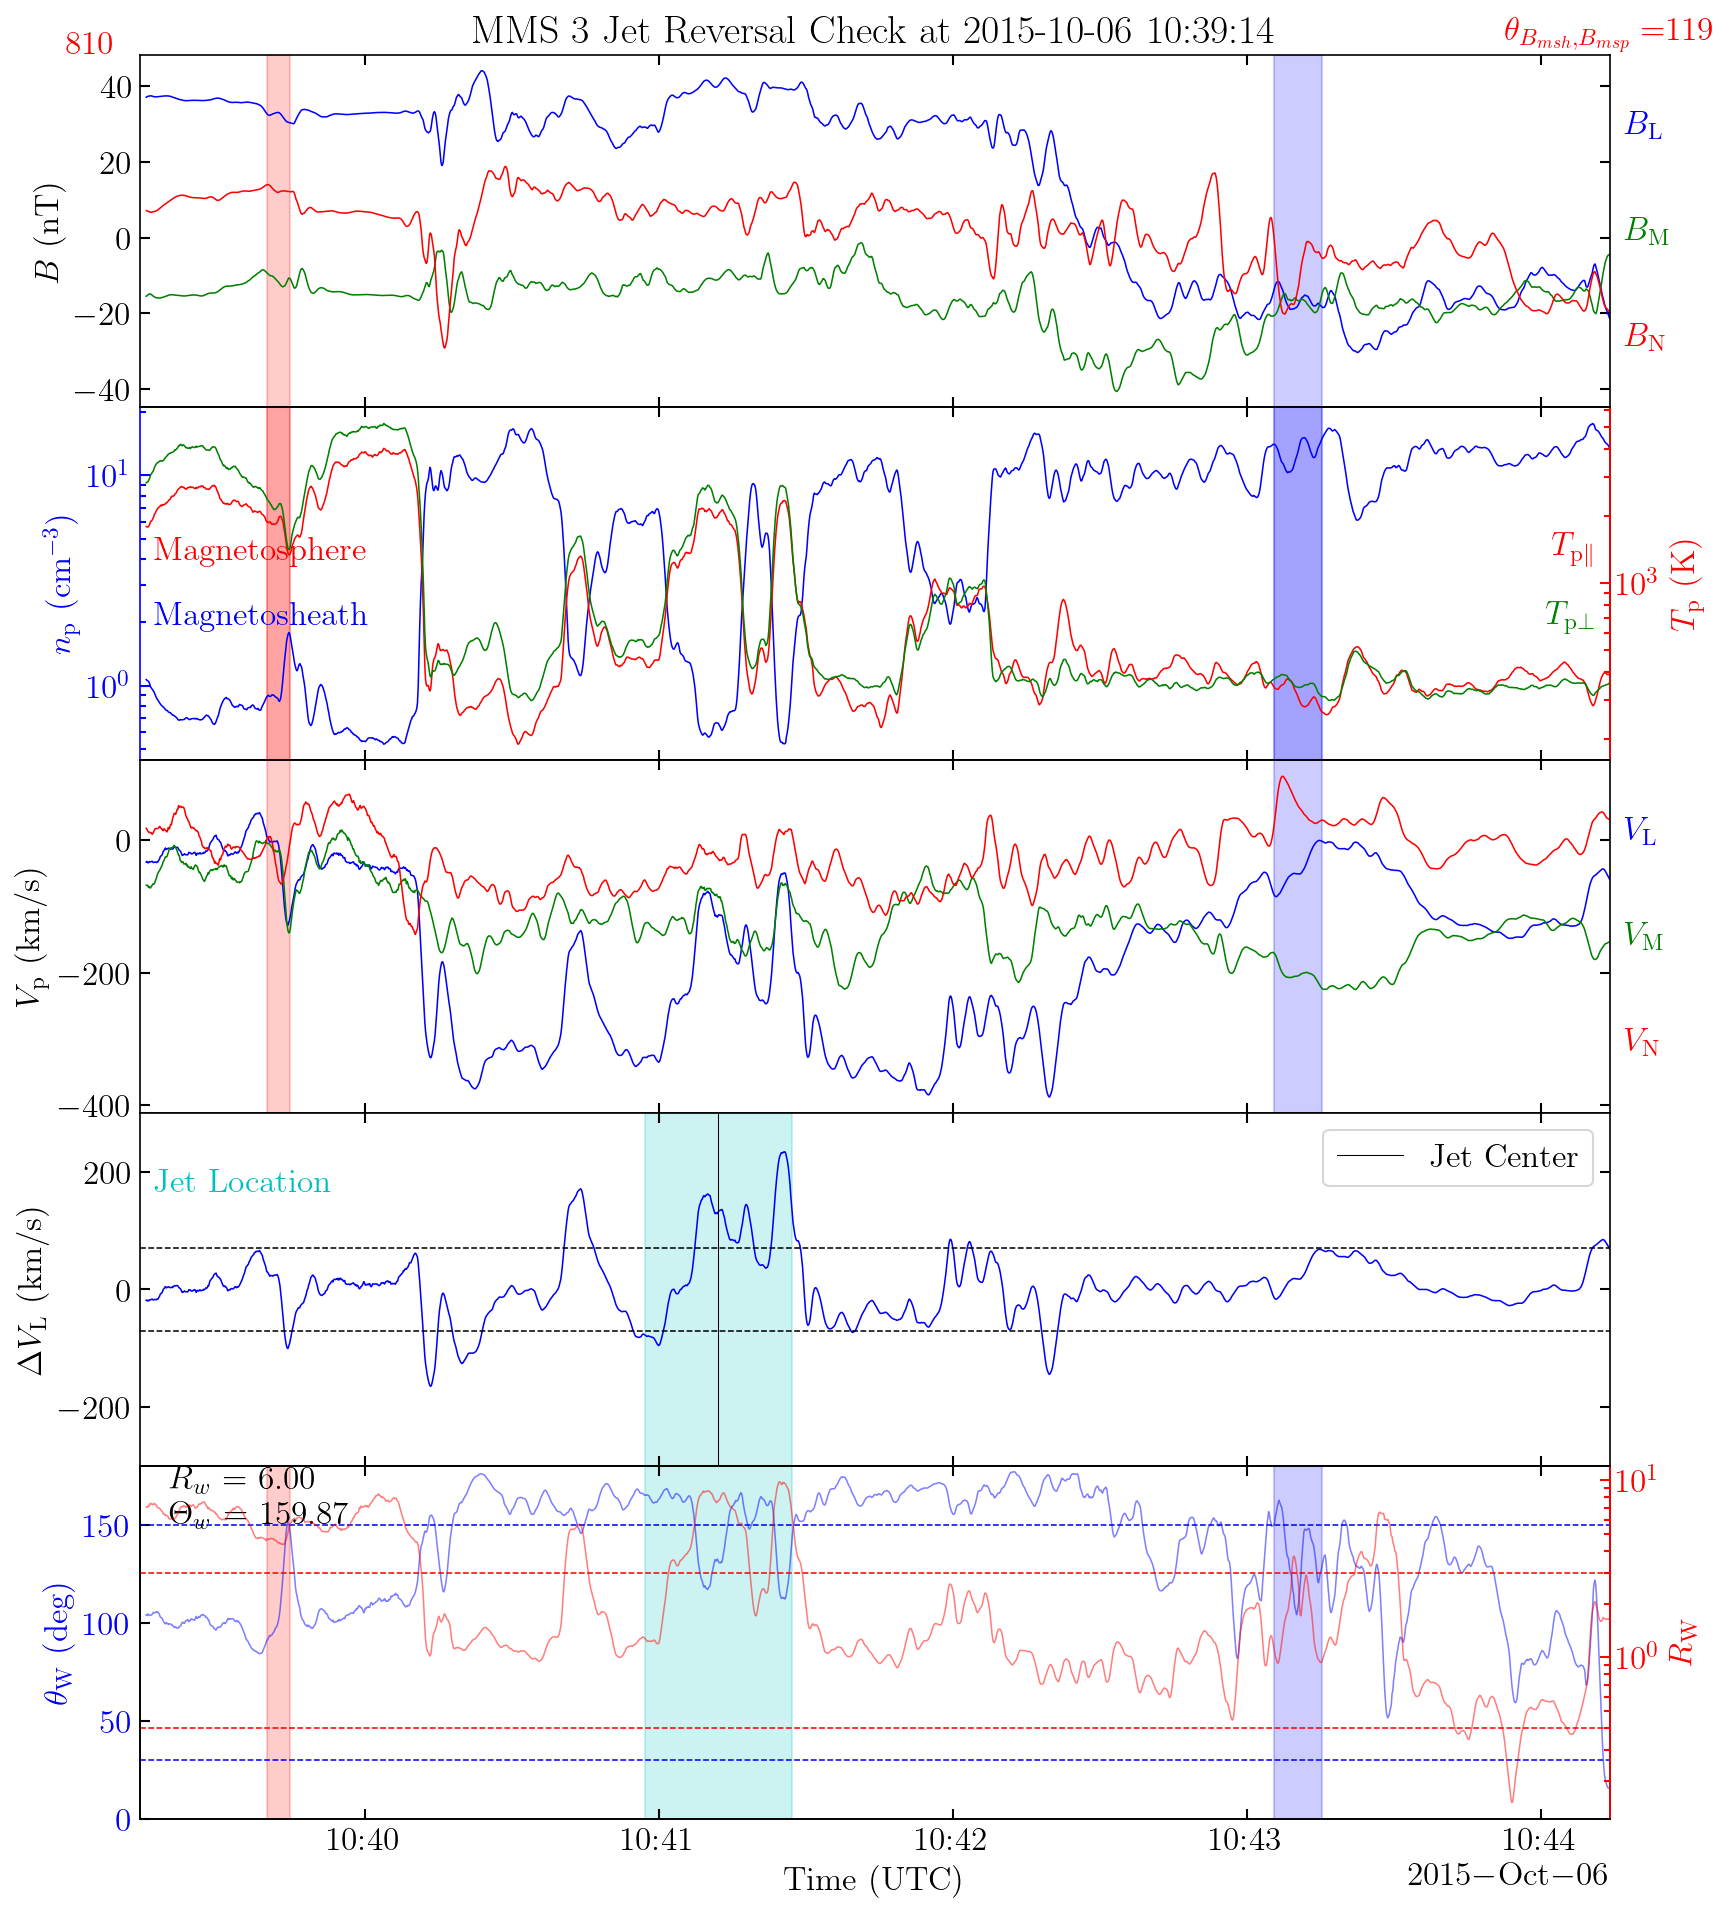 MMS 3 Jet Reversal Check at 2015-10-06 10:39:14
810
θ_{B_{msh},B_{msp}} =119
40
20
0
−20
−40
B (nT)
B_L
B_M
B_N
10^1
10^0
n_p (cm^{−3})
Magnetosphere
Magnetosheath
T_{p∥}
T_{p⊥}
10^3
T_p (K)
0
−200
−400
V_p (km/s)
V_L
V_M
V_N
200
0
−200
ΔV_L (km/s)
Jet Location
Jet Center
R_w = 6.00
Θ_w = 159.87
150
100
50
0
θ_W (deg)
10^1
10^0
R_W
10:40
10:41
10:42
10:43
10:44
Time (UTC)
2015−Oct−06